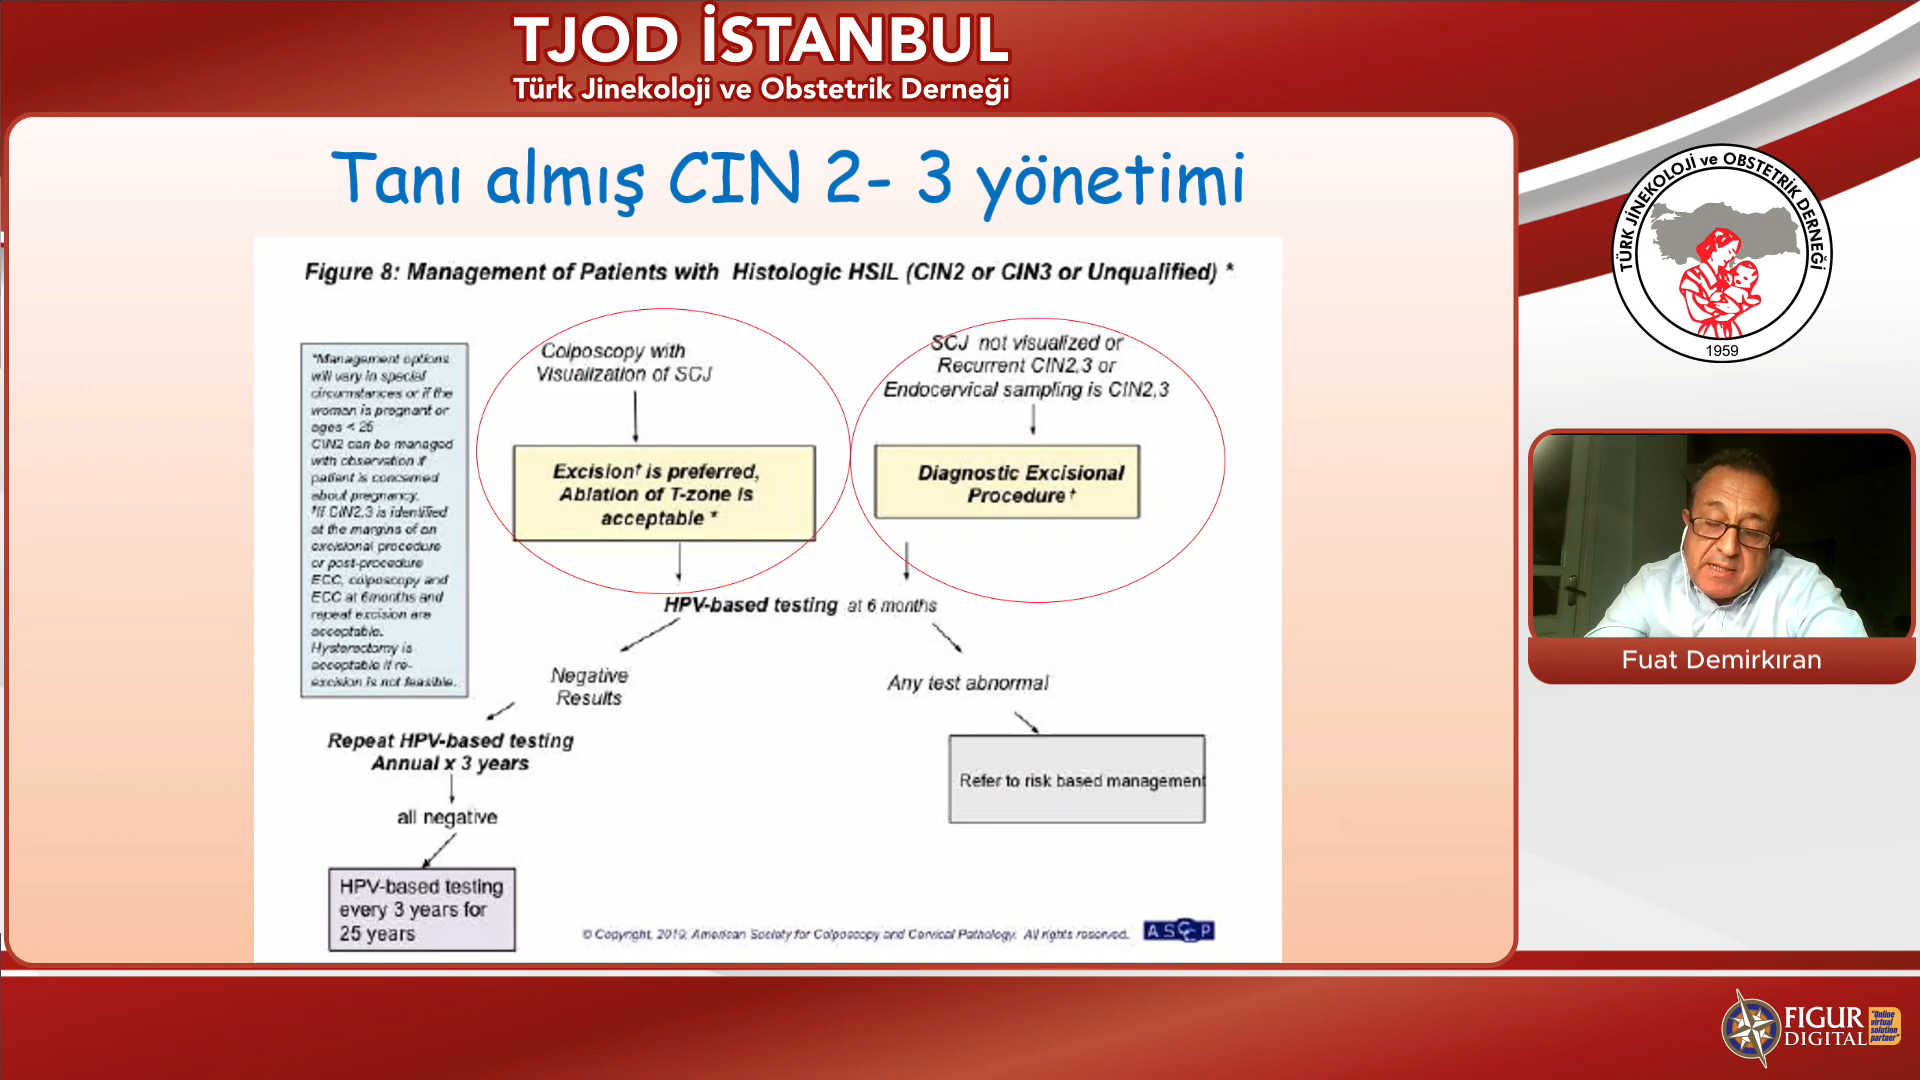 TJOD İSTANBUL
Türk Jinekoloji ve Obstetrik Derneği
Tanı almış CIN 2- 3 yönetimi
Figure 8: Management of Patients with Histologic HSIL (CIN2 or CIN3 or Unqualified) *
*Management options
will vary in special
circumstances or if the
woman is pregnant or
ages < 25
CIN2 can be managed
with observation if
patient is concerned
about pregnancy.
†If CIN2,3 is identified
at the margins of an
excisional procedure
or post-procedure
ECC, colposcopy and
ECC at 6months and
repeat excision are
acceptable.
Hysterectomy is
acceptable if re-
excision is not feasible.
Colposcopy with
Visualization of SCJ
Excision† is preferred,
Ablation of T-zone is
acceptable *
SCJ not visualized or
Recurrent CIN2,3 or
Endocervical sampling is CIN2,3
Diagnostic Excisional
Procedure †
HPV-based testing at 6 months
Negative
Results
Any test abnormal
Repeat HPV-based testing
Annual x 3 years
Refer to risk based management
all negative
HPV-based testing
every 3 years for
25 years
© Copyright, 2019, American Society for Colposcopy and Cervical Pathology. All rights reserved.
ASCCP
TÜRK JİNEKOLOJİ ve OBSTETRİK DERNEĞİ
1959
Fuat Demirkıran
FIGUR
DIGITAL
"Online
virtual
solution
partner"